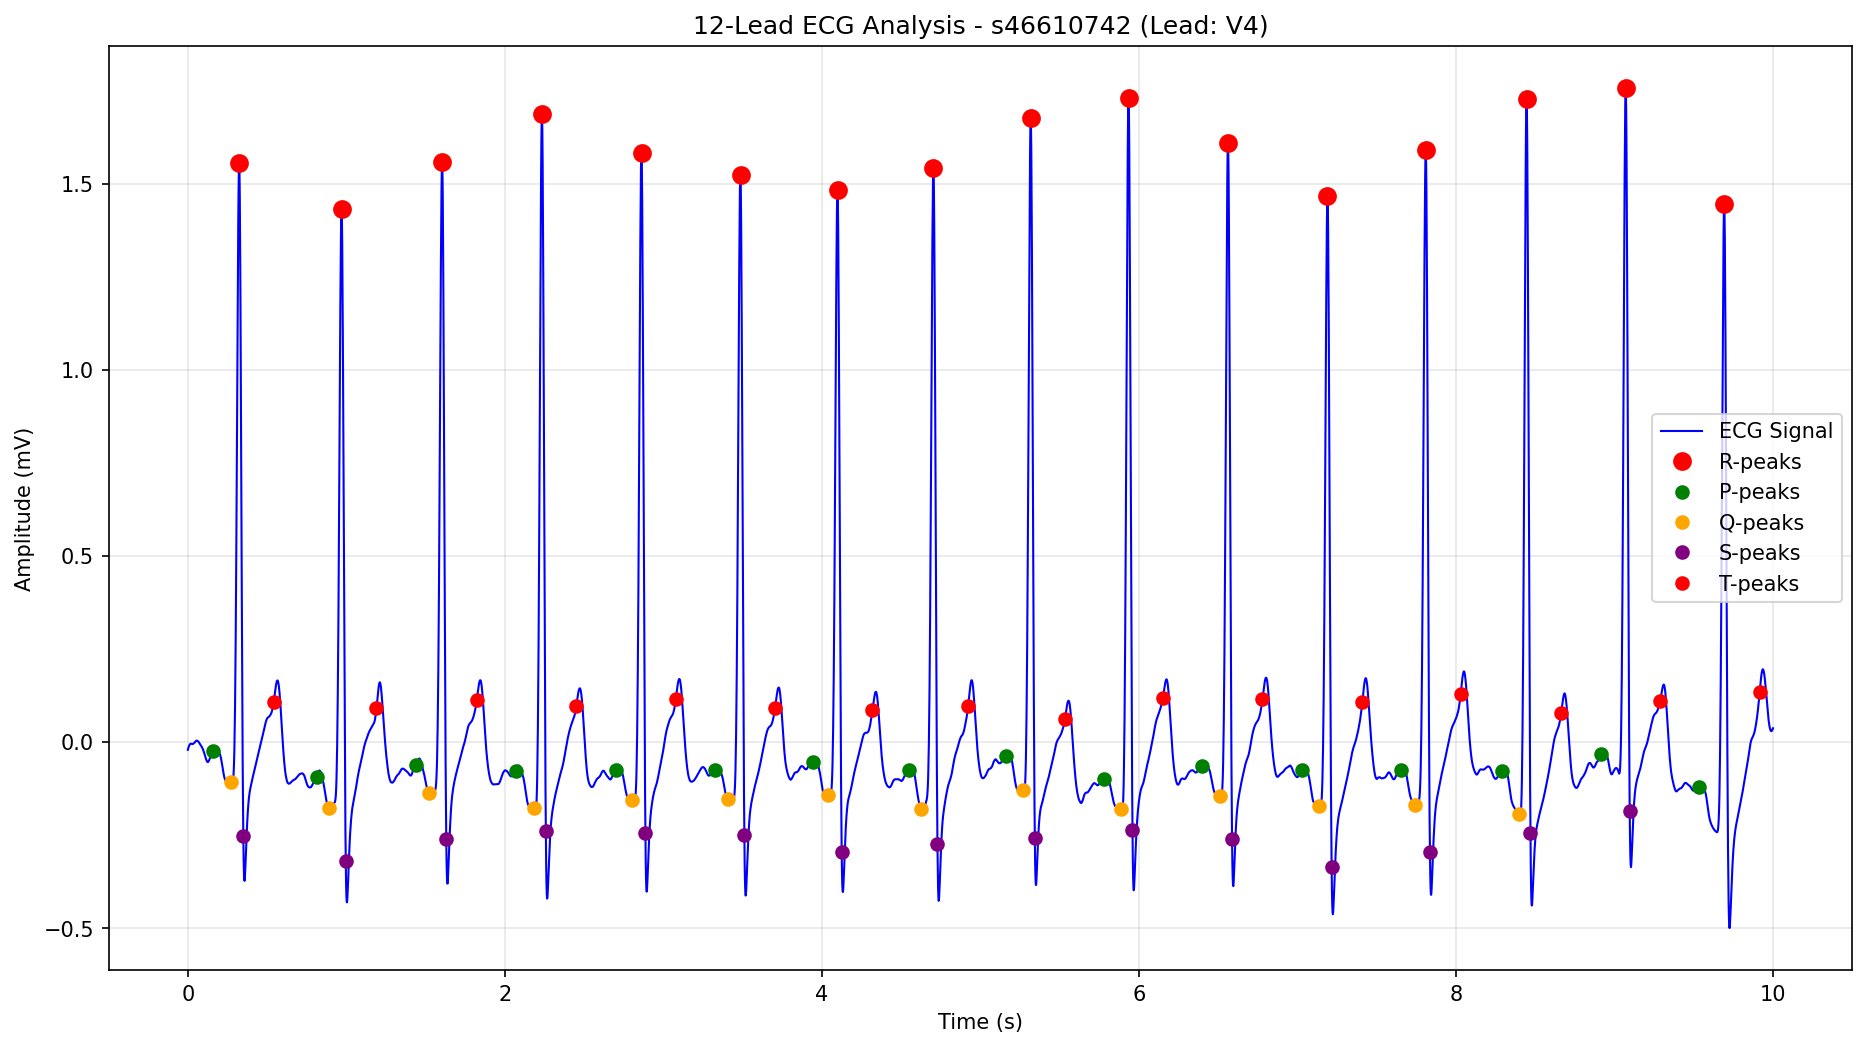 12-Lead ECG Analysis - s46610742 (Lead: V4)
Amplitude (mV)
1.5
1.0
0.5
0.0
−0.5
0 2 4 6 8 10
Time (s)
ECG Signal
R-peaks
P-peaks
Q-peaks
S-peaks
T-peaks